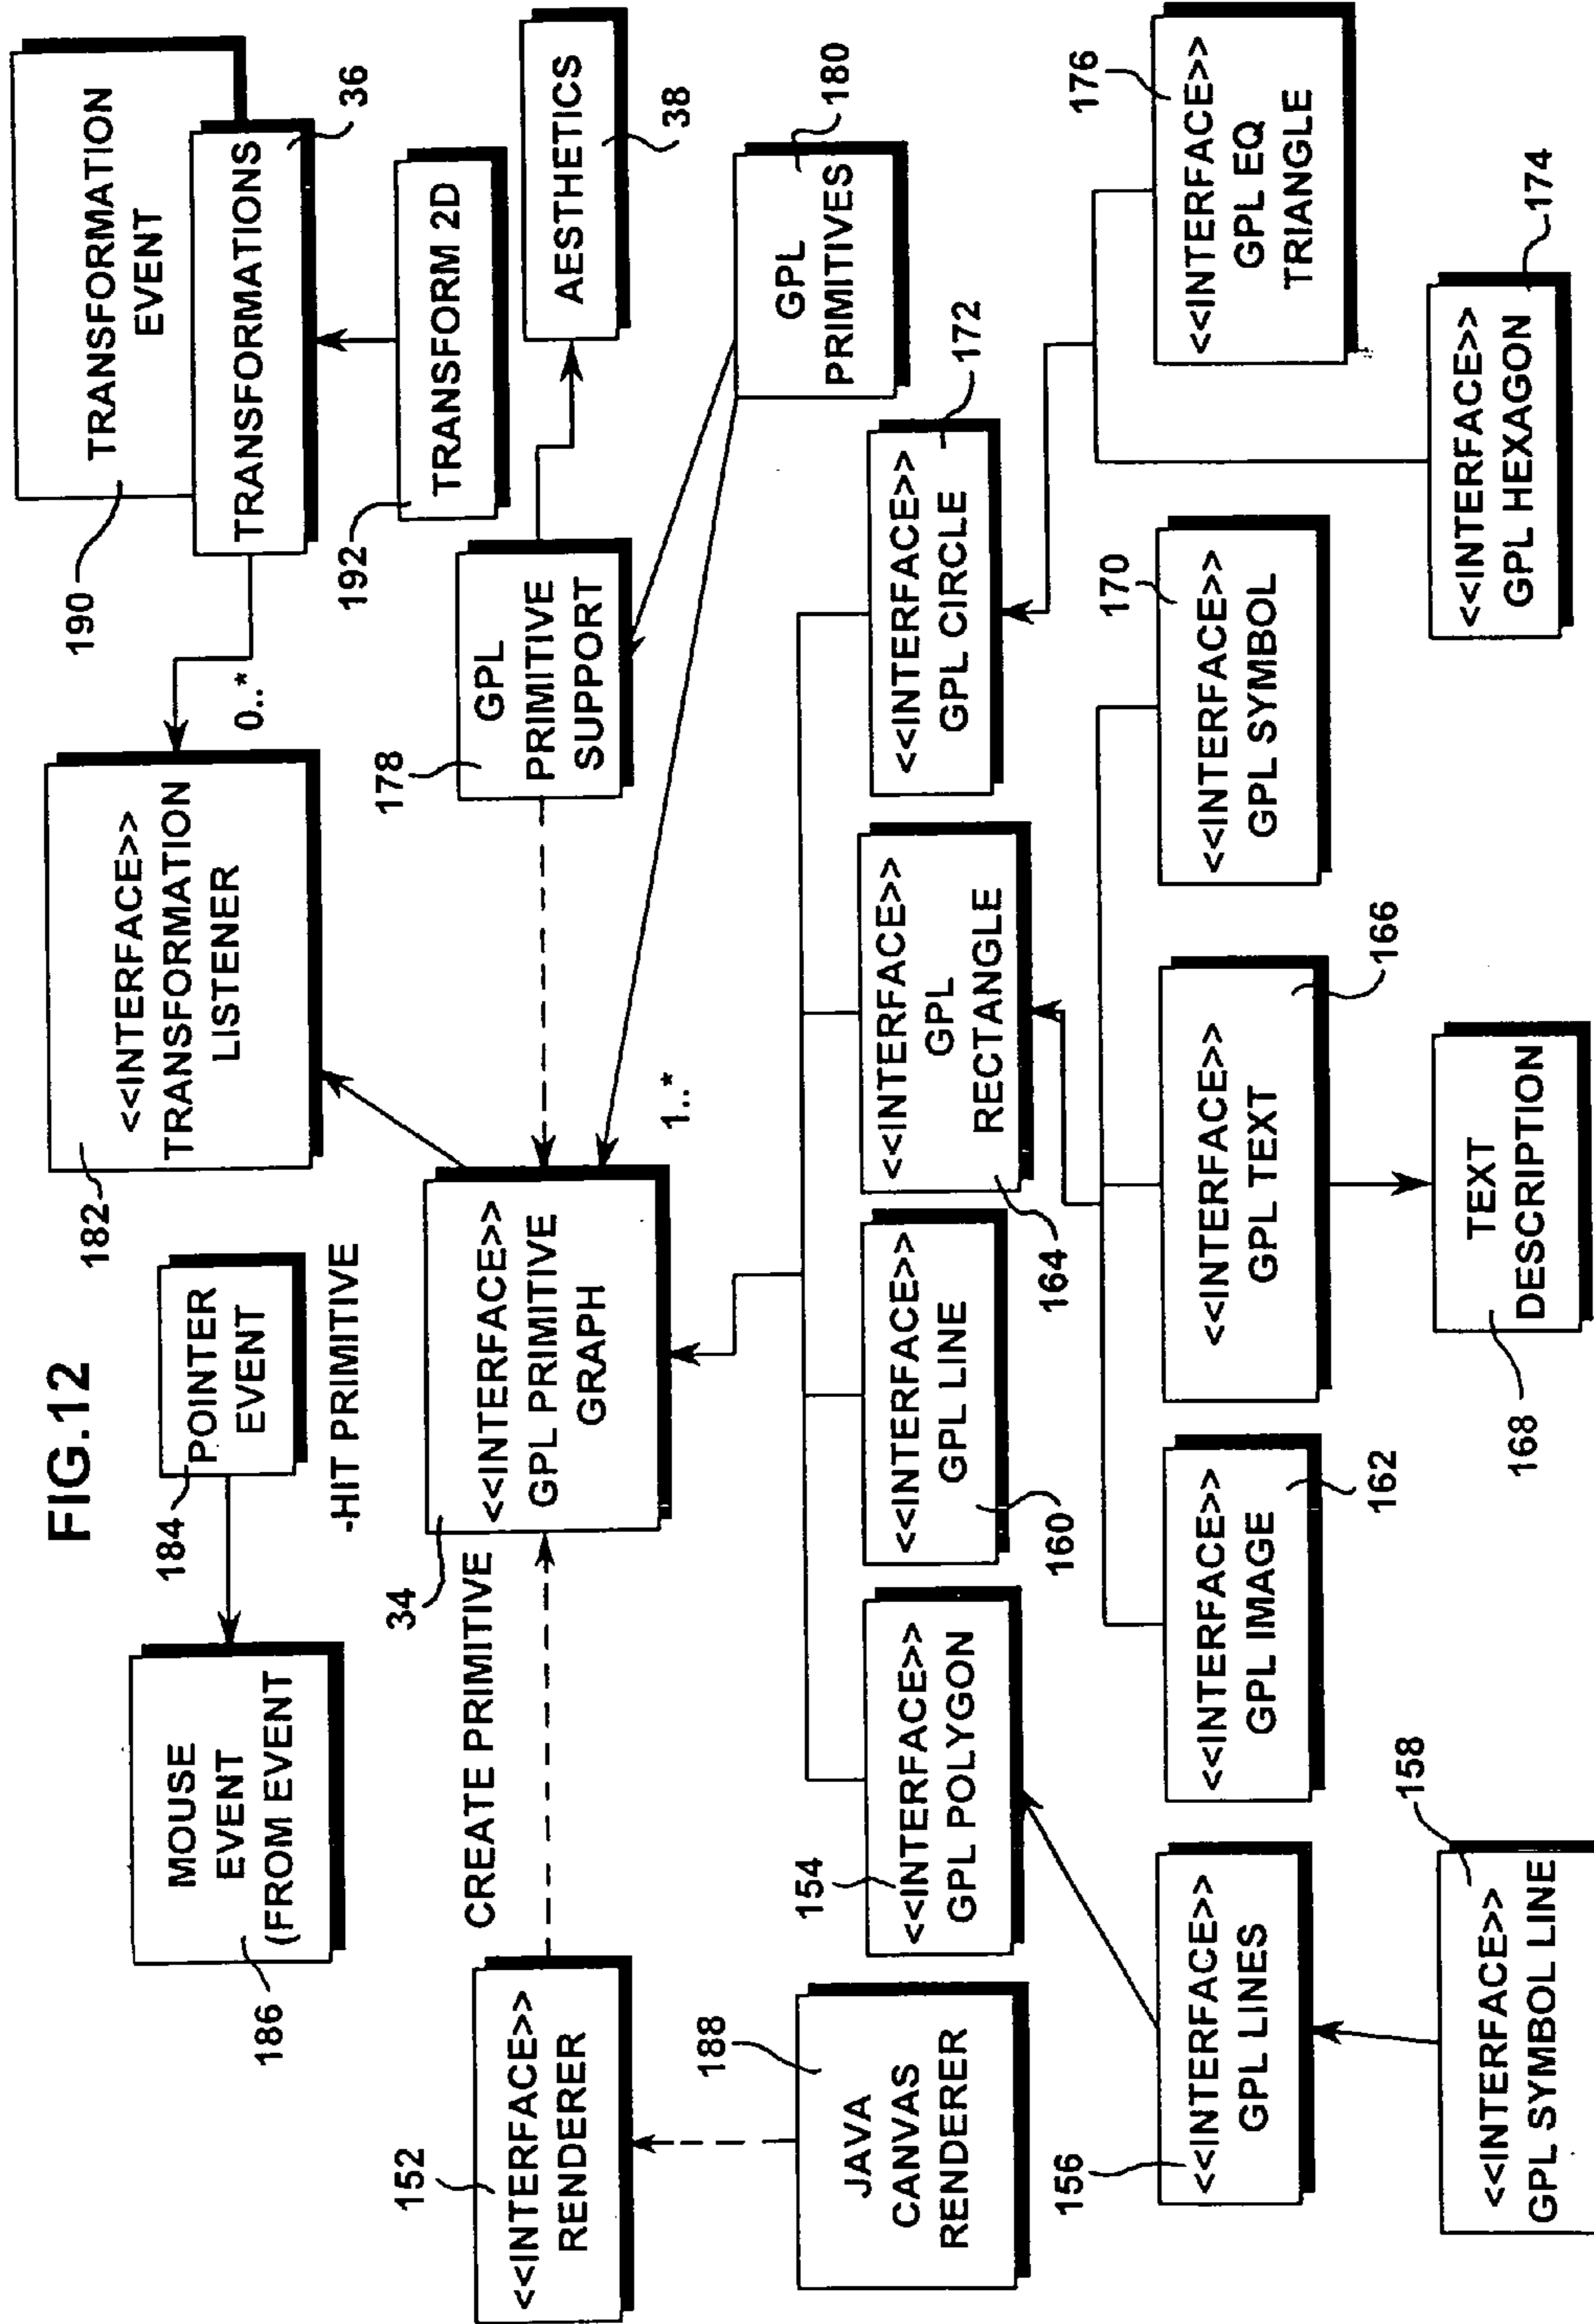 FIG.12
190
TRANSFORMATION
EVENT
TRANSFORMATIONS
36
182
<<INTERFACE>>
TRANSFORMATION
LISTENER
0..*
184
POINTER
EVENT
-HIT PRIMITIVE
MOUSE
EVENT
(FROM EVENT)
186
192
TRANSFORM 2D
AESTHETICS
38
178
GPL
PRIMITIVE
SUPPORT
GPL
PRIMITIVES
180
34
<<INTERFACE>>
GPL PRIMITIVE
GRAPH
1..*
CREATE PRIMITIVE
152
<<INTERFACE>>
RENDERER
188
JAVA
CANVAS
RENDERER
154
<<INTERFACE>>
GPL POLYGON
<<INTERFACE>>
GPL LINE
160
<<INTERFACE>>
GPL
RECTANGLE
164
<<INTERFACE>>
GPL CIRCLE
172
156
<<INTERFACE>>
GPL LINES
<<INTERFACE>>
GPL IMAGE
162
<<INTERFACE>>
GPL TEXT
166
170
<<INTERFACE>>
GPL SYMBOL
176
<<INTERFACE>>
GPL EQ
TRIANGLE
158
<<INTERFACE>>
GPL SYMBOL LINE
168
TEXT
DESCRIPTION
<<INTERFACE>>
GPL HEXAGON
174